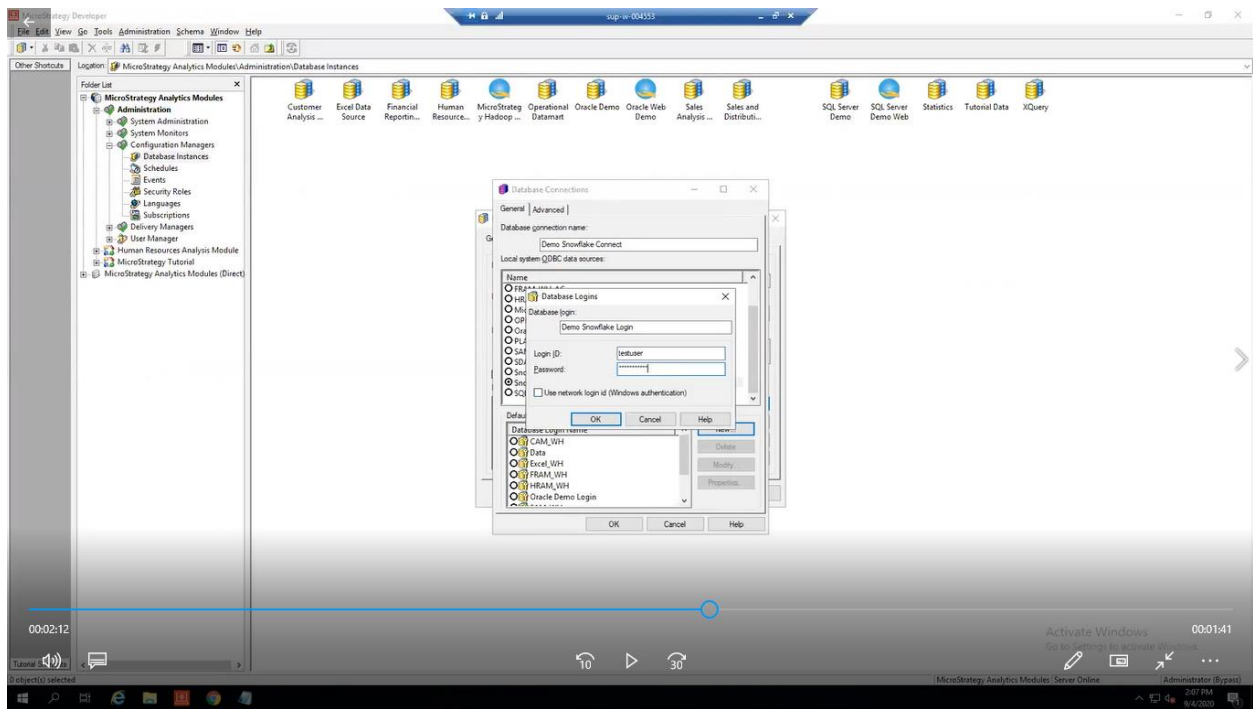 MicroStrategy Developer
sup-w-004553
File Edit View Go Tools Administration Schema Window Help
Other Shortcuts
Location: MicroStrategy Analytics Modules\Administration\Database Instances
Folder List
MicroStrategy Analytics Modules
Administration
System Administration
System Monitors
Configuration Managers
Database Instances
Schedules
Events
Security Roles
Languages
Subscriptions
Delivery Managers
User Manager
Human Resources Analysis Module
MicroStrategy Tutorial
MicroStrategy Analytics Modules (Direct)
Customer Analysis ...
Excel Data Source
Financial Reportin...
Human Resource...
MicroStrateg y Hadoop ...
Operational Datamart
Oracle Demo
Oracle Web Demo
Sales Analysis ...
Sales and Distributi...
SQL Server Demo
SQL Server Demo Web
Statistics
Tutorial Data
XQuery
Database Connections
General Advanced
Database connection name:
Demo Snowflake Connect
Local system ODBC data sources:
Name
Database Logins
Database login:
Demo Snowflake Login
Login ID:
testuser
Password:
Use network login id (Windows authentication)
OK Cancel Help
Database Login Name
CAM_WH
Data
Excel_WH
FRAM_WH
HRAM_WH
Oracle Demo Login
New...
Delete
Modify...
Properties...
OK Cancel Help
00:02:12
00:01:41
Activate Windows
Go to Settings to activate Windows.
10
30
0 object(s) selected
MicroStrategy Analytics Modules Server Online
Administrator (Bypass)
2:07 PM
9/4/2020